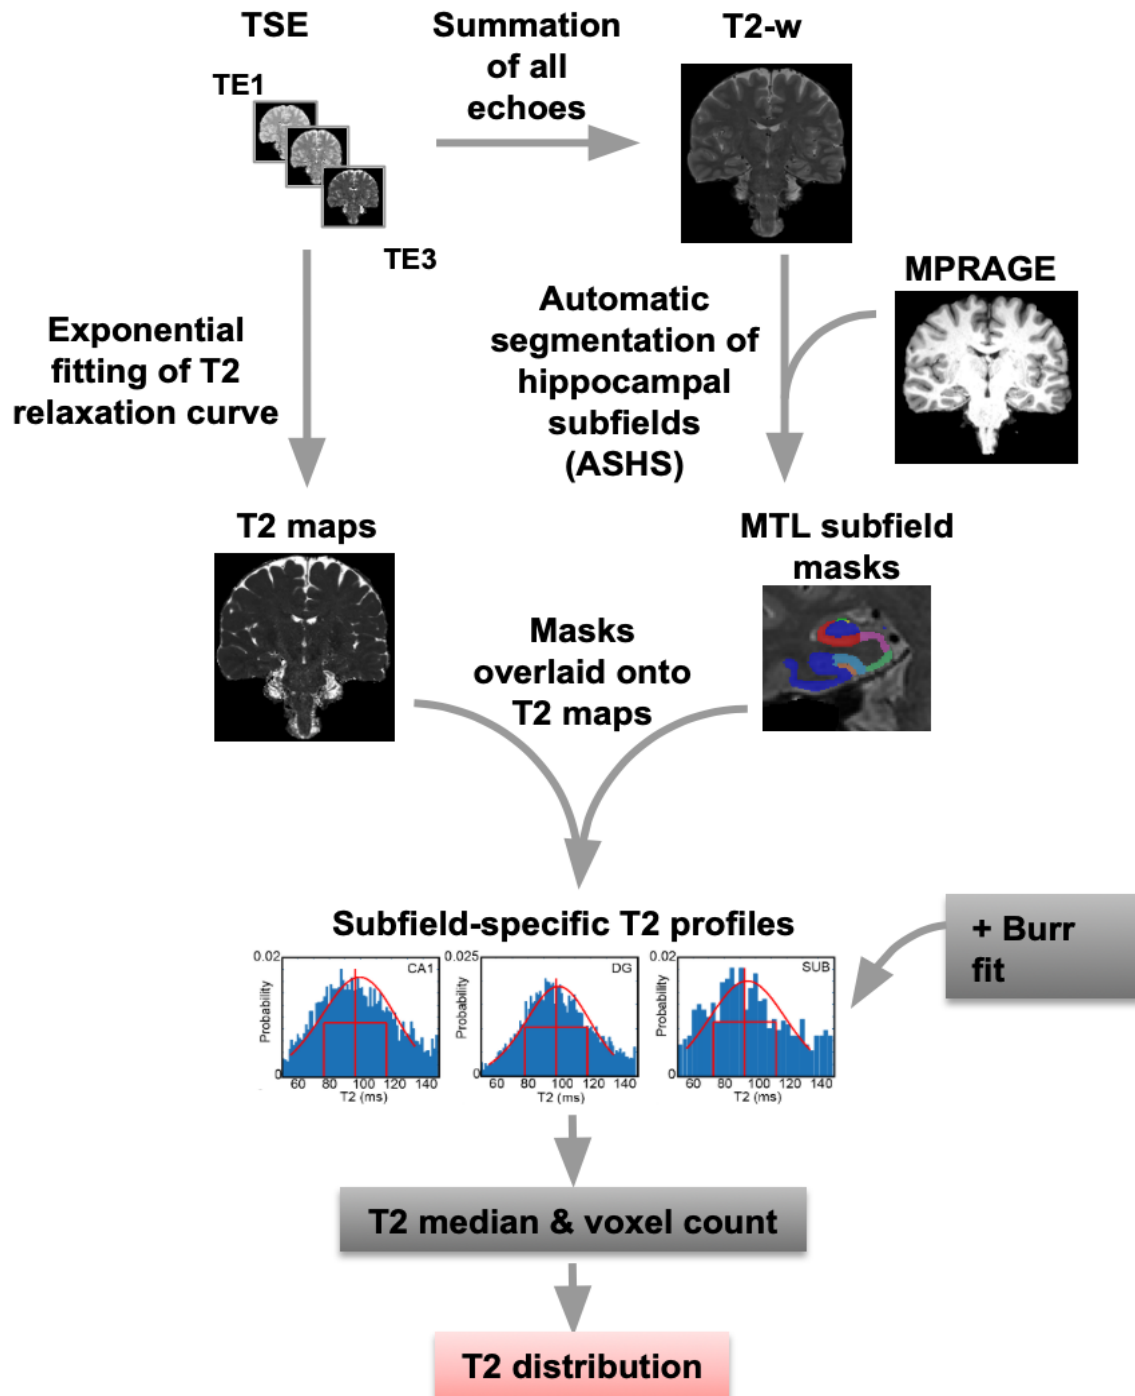 TSE
Summation
of all
echoes
T2-w
TE1
TE3
MPRAGE
Exponential
fitting of T2
relaxation curve
Automatic
segmentation of
hippocampal
subfields
(ASHS)
T2 maps
MTL subfield
masks
Masks
overlaid onto
T2 maps
Subfield-specific T2 profiles
+ Burr
fit
0.02
CA1
Probability
0
60 80 100 120 140
T2 (ms)
0.025
DG
Probability
0
60 80 100 120 140
T2 (ms)
0.02
SUB
Probability
0
60 80 100 120 140
T2 (ms)
T2 median & voxel count
T2 distribution